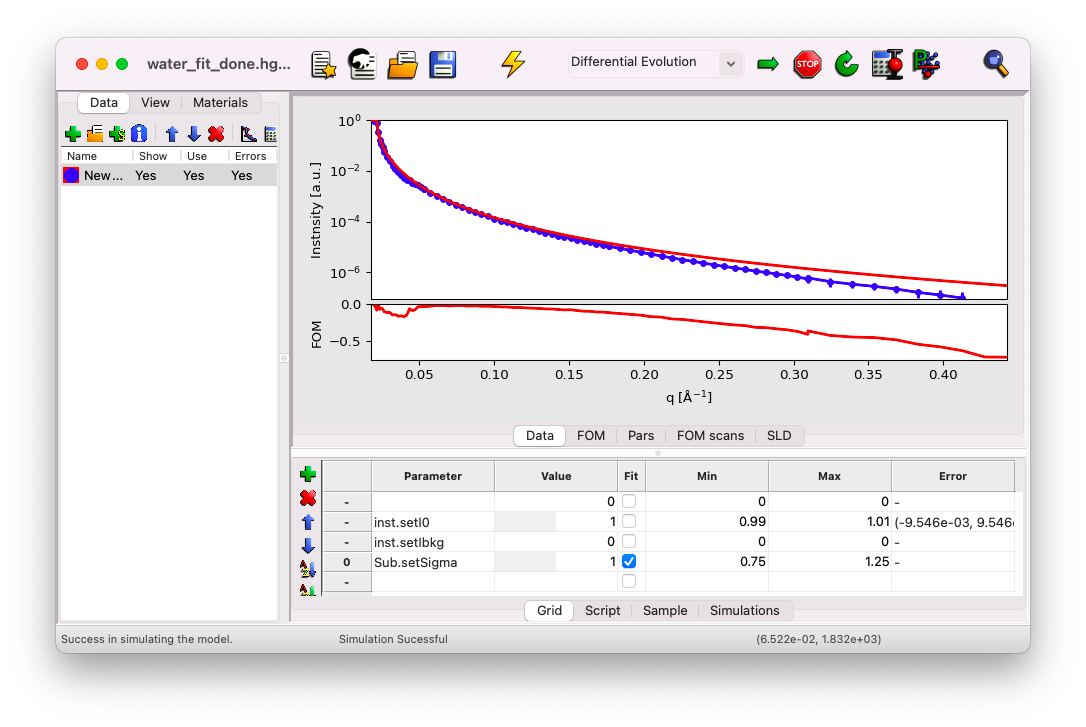 water_fit_done.hg...
STOP
Differential Evolution
Data View Materials
Name Show Use Errors
New ... Yes Yes Yes
10⁰
10⁻²
10⁻⁴
10⁻⁶
Instnsity [a.u.]
0.0
−0.5
FOM
0.05 0.10 0.15 0.20 0.25 0.30 0.35 0.40
q [Å⁻¹]
Data FOM Pars FOM scans SLD
Parameter Value Fit Min Max Error
- 0 0 0 -
- inst.setI0 1 0.99 1.01 (-9.546e-03, 9.546e
- inst.setIbkg 0 0 0 -
0 Sub.setSigma 1 0.75 1.25 -
-
Grid Script Sample Simulations
Success in simulating the model. Simulation Sucessful (6.522e-02, 1.832e+03)